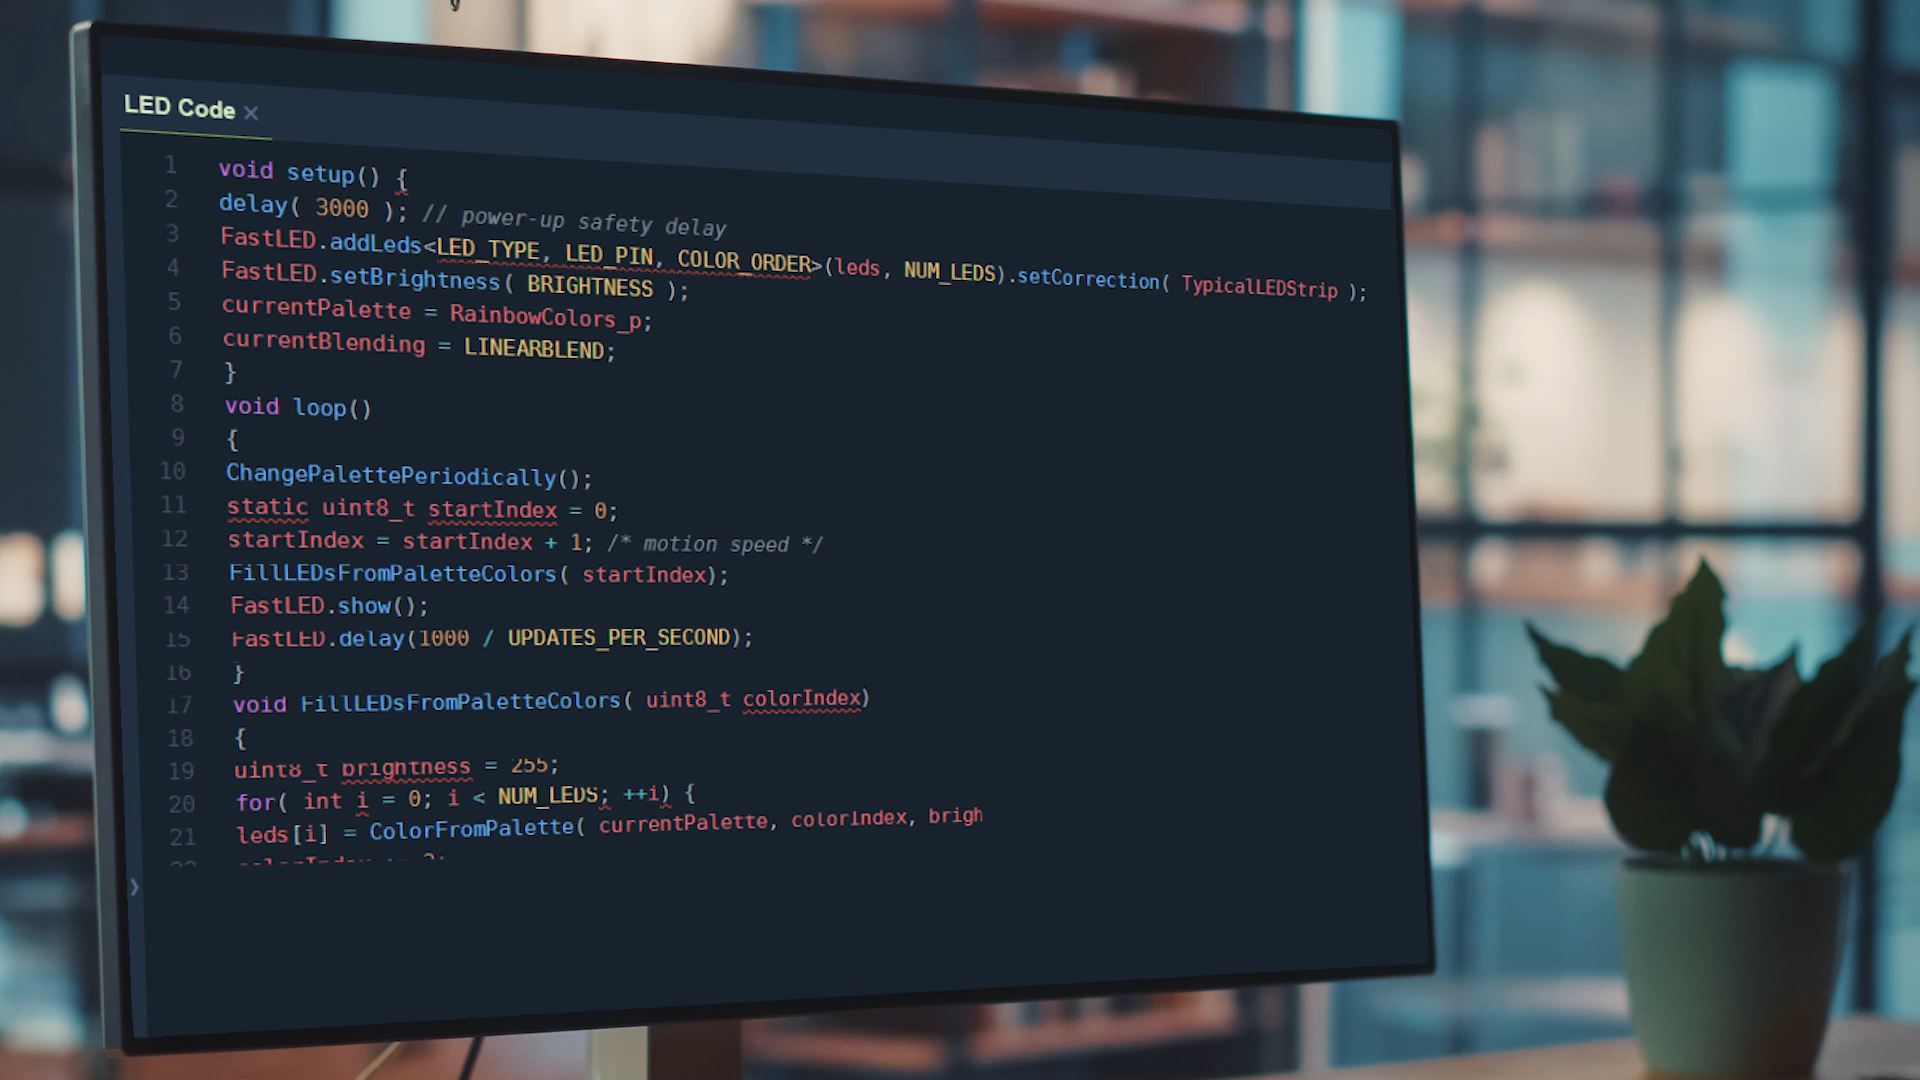 LED Code ×
1 void setup() {
2 delay( 3000 ); // power-up safety delay
3 FastLED.addLeds<LED_TYPE, LED_PIN, COLOR_ORDER>(leds, NUM_LEDS).setCorrection( TypicalLEDStrip );
4 FastLED.setBrightness( BRIGHTNESS );
5 currentPalette = RainbowColors_p;
6 currentBlending = LINEARBLEND;
7 }
8 void loop()
9 {
10 ChangePalettePeriodically();
11 static uint8_t startIndex = 0;
12 startIndex = startIndex + 1; /* motion speed */
13 FillLEDsFromPaletteColors( startIndex);
14 FastLED.show();
15 FastLED.delay(1000 / UPDATES_PER_SECOND);
16 }
17 void FillLEDsFromPaletteColors( uint8_t colorIndex)
18 {
19 uint8_t brightness = 255;
20 for( int i = 0; i < NUM_LEDS; ++i) {
21 leds[i] = ColorFromPalette( currentPalette, colorIndex, brigh